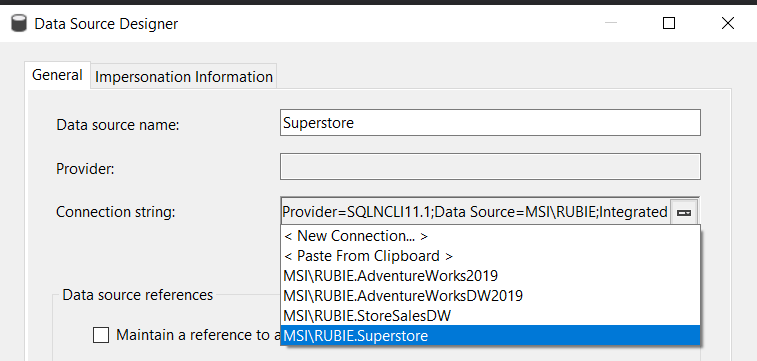 Data Source Designer
General
Impersonation Information
Data source name:
Superstore
Provider:
Connection string:
Provider=SQLNCLI11.1;Data Source=MSI\RUBIE;Integrated
< New Connection... >
< Paste From Clipboard >
MSI\RUBIE.AdventureWorks2019
MSI\RUBIE.AdventureWorksDW2019
MSI\RUBIE.StoreSalesDW
MSI\RUBIE.Superstore
Data source references
Maintain a reference to a